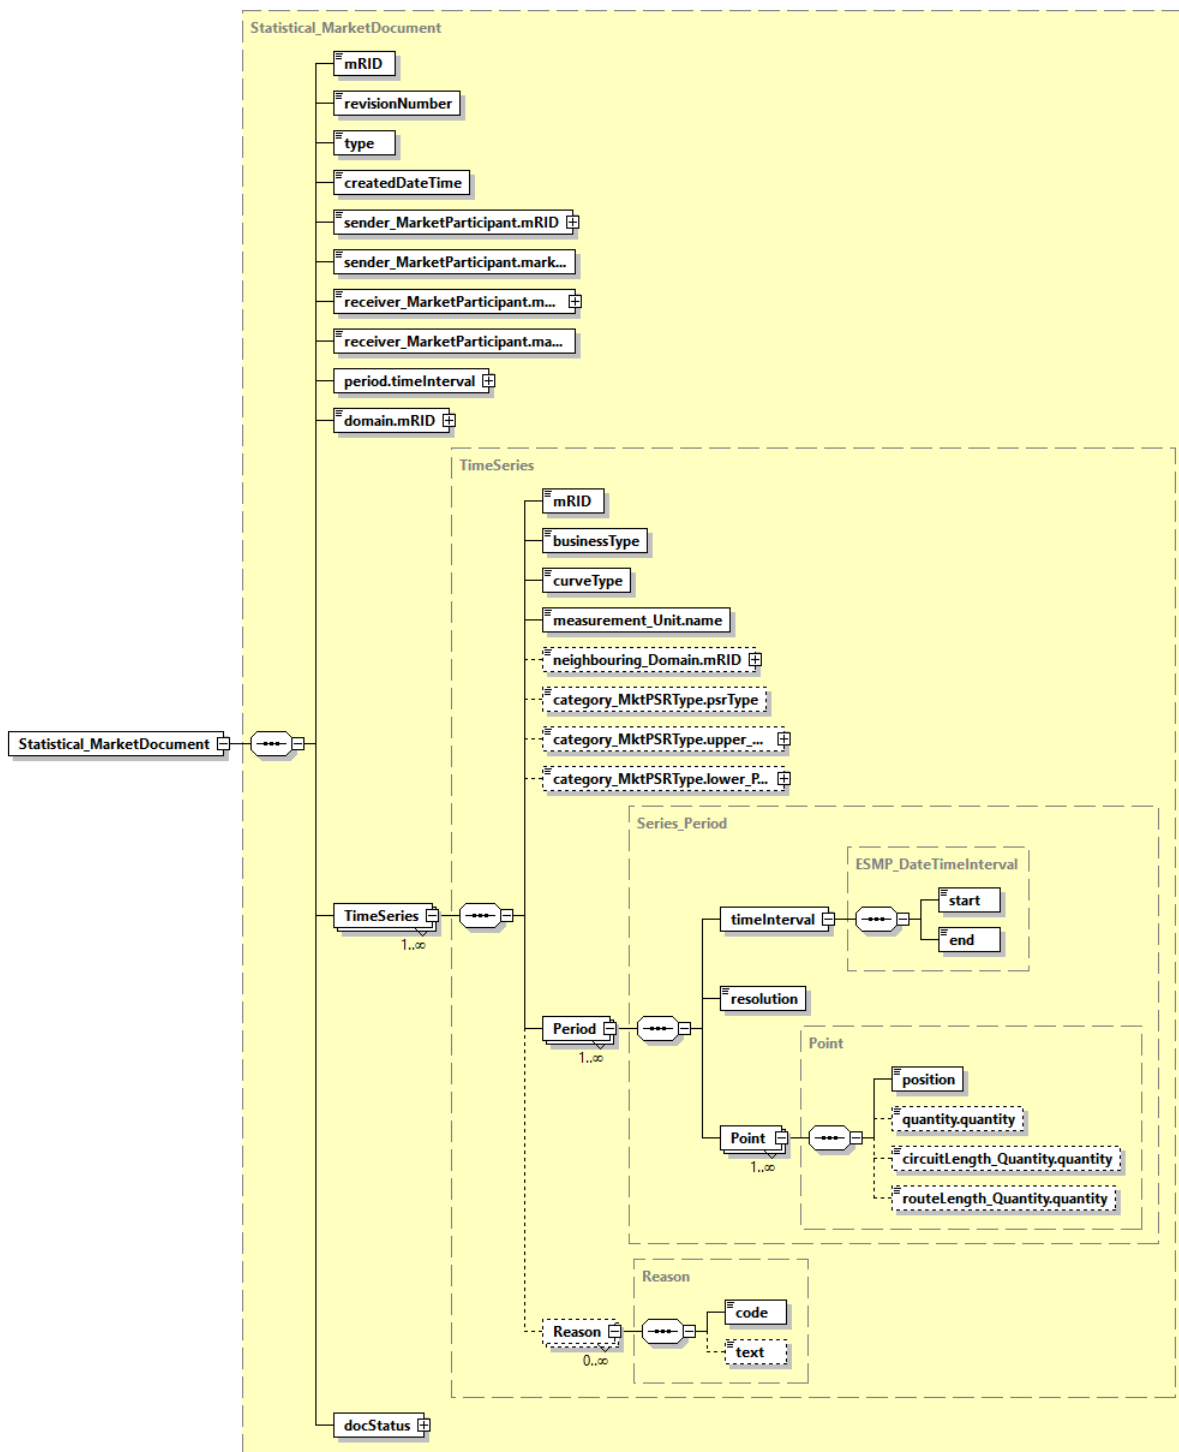 Statistical_MarketDocument
mRID
revisionNumber
type
createdDateTime
sender_MarketParticipant.mRID
sender_MarketParticipant.mark...
receiver_MarketParticipant.m...
receiver_MarketParticipant.ma...
period.timeInterval
domain.mRID
TimeSeries
mRID
businessType
curveType
measurement_Unit.name
neighbouring_Domain.mRID
category_MktPSRType.psrType
Statistical_MarketDocument
category_MktPSRType.upper_...
category_MktPSRType.lower_P...
Series_Period
ESMP_DateTimeInterval
start
TimeSeries
1..∞
timeInterval
end
resolution
Period
1..∞
Point
position
quantity.quantity
Point
1..∞
circuitLength_Quantity.quantity
routeLength_Quantity.quantity
Reason
code
Reason
0..∞
text
docStatus